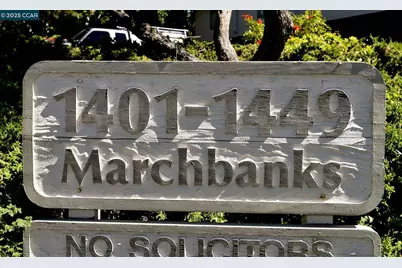 © 2025 CCAR
1401-1449
Marchbanks
NO SOLICITORS